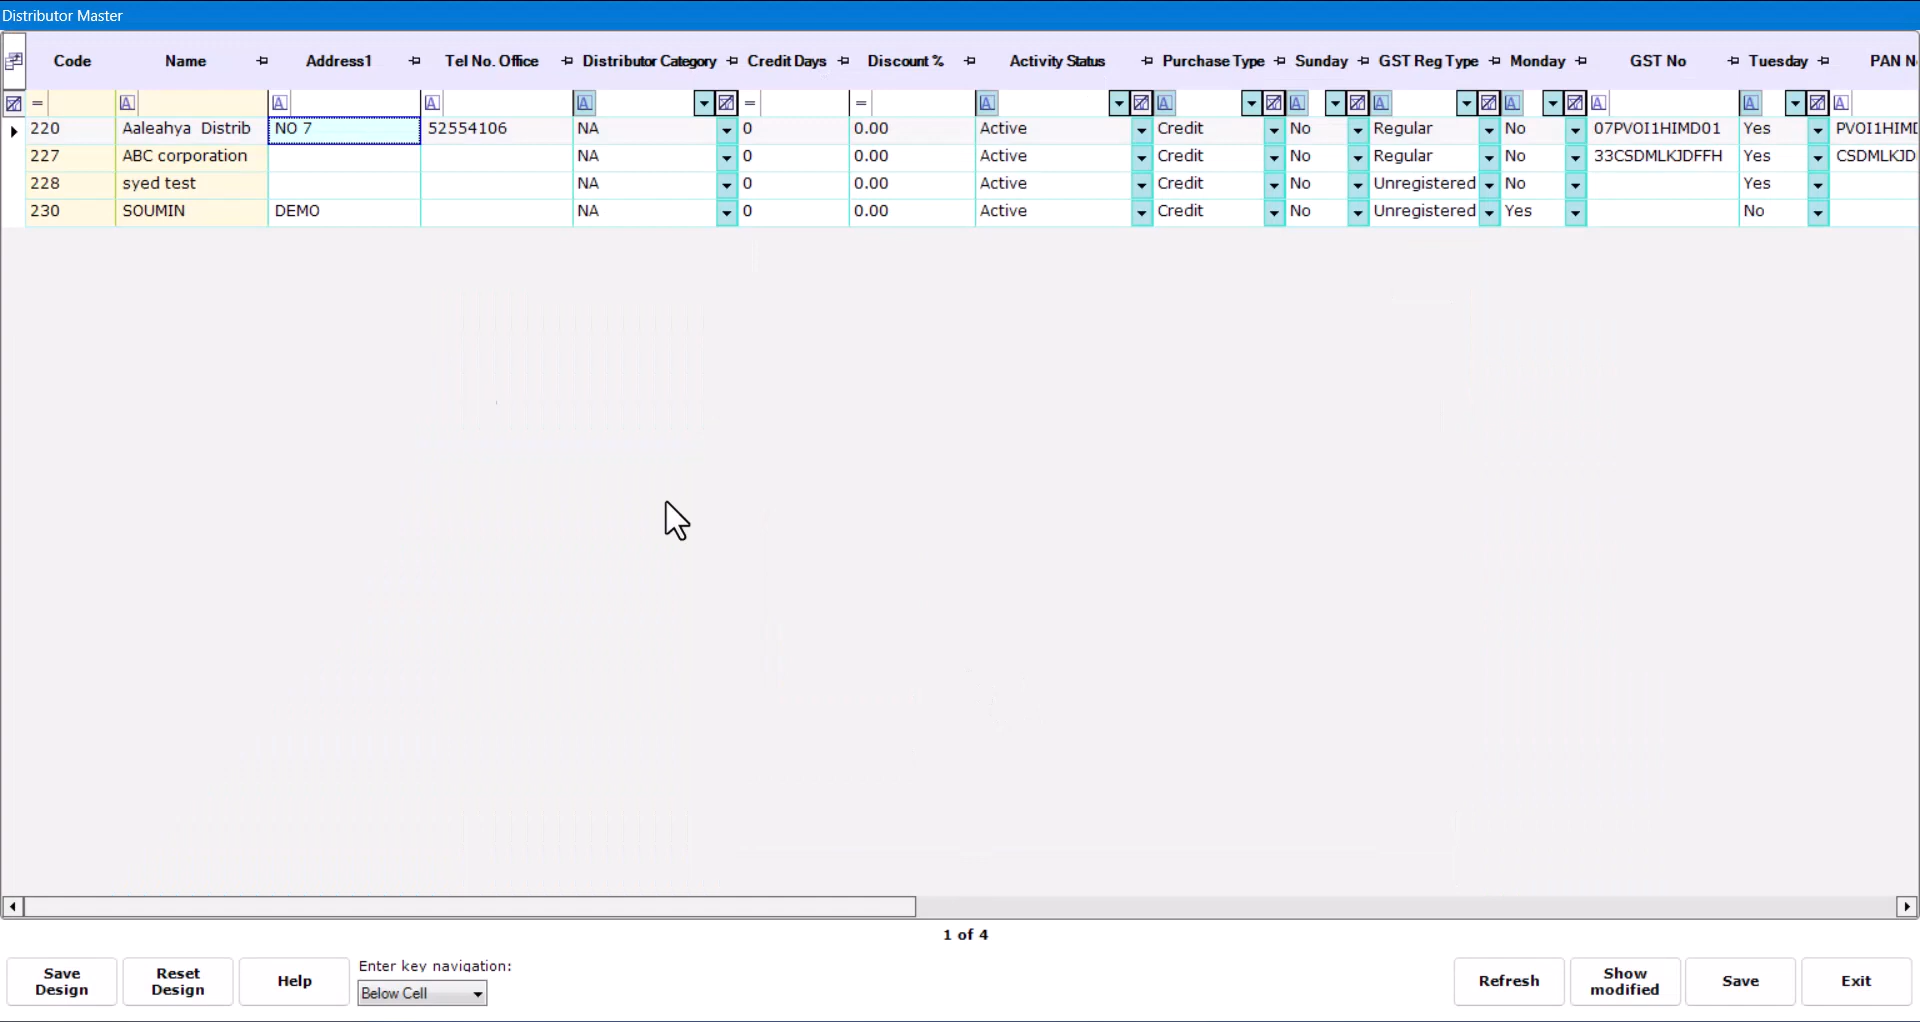 Distributor Master
Code Name Address1 Tel No. Office Distributor Category Credit Days Discount % Activity Status Purchase Type Sunday GST Reg Type Monday GST No Tuesday PAN N
= A A A A = = A A A A A A A A
220 Aaleahya Distrib NO 7 52554106 NA 0 0.00 Active Credit No Regular No 07PVOI1HIMD01 Yes PVOI1HIMD
227 ABC corporation NA 0 0.00 Active Credit No Regular No 33CSDMLKJDFFH Yes CSDMLKJD
228 syed test NA 0 0.00 Active Credit No Unregistered No Yes
230 SOUMIN DEMO NA 0 0.00 Active Credit No Unregistered Yes No
1 of 4
Save Design
Reset Design
Help
Enter key navigation:
Below Cell
Refresh
Show modified
Save
Exit